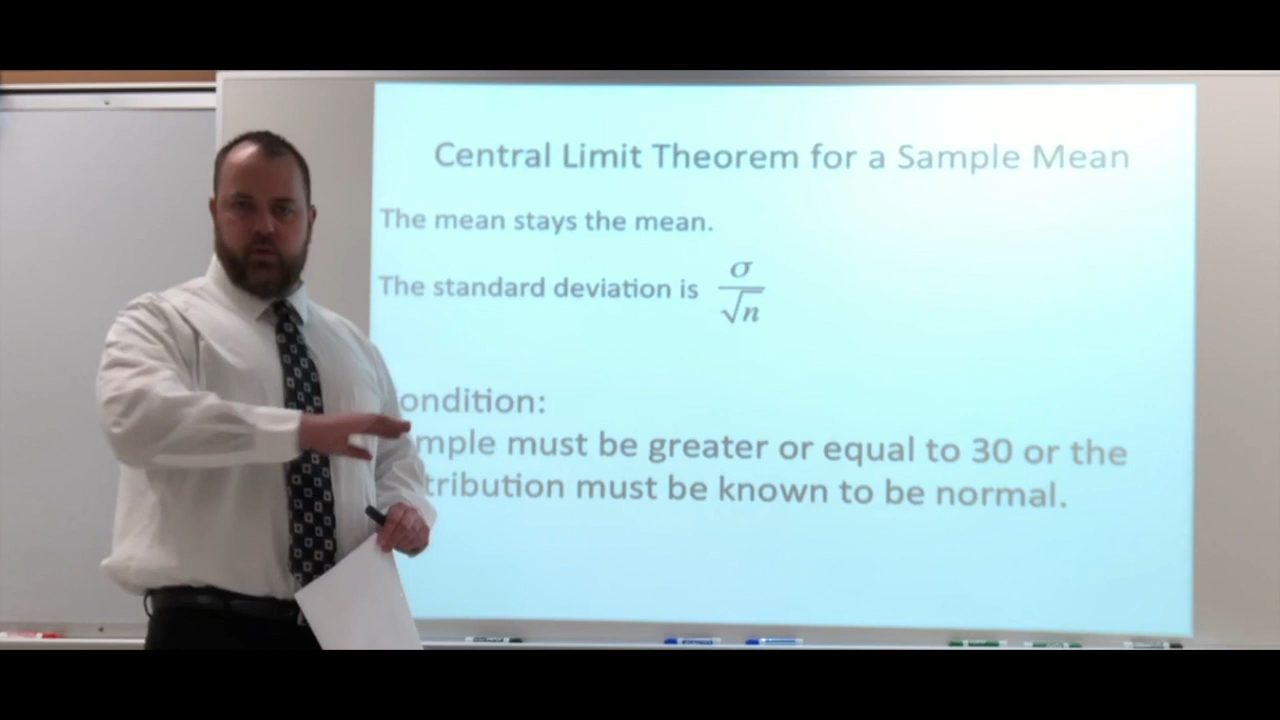 Central Limit Theorem for a Sample Mean
The mean stays the mean.
The standard deviation is σ/√n
ondition:
mple must be greater or equal to 30 or the
tribution must be known to be normal.